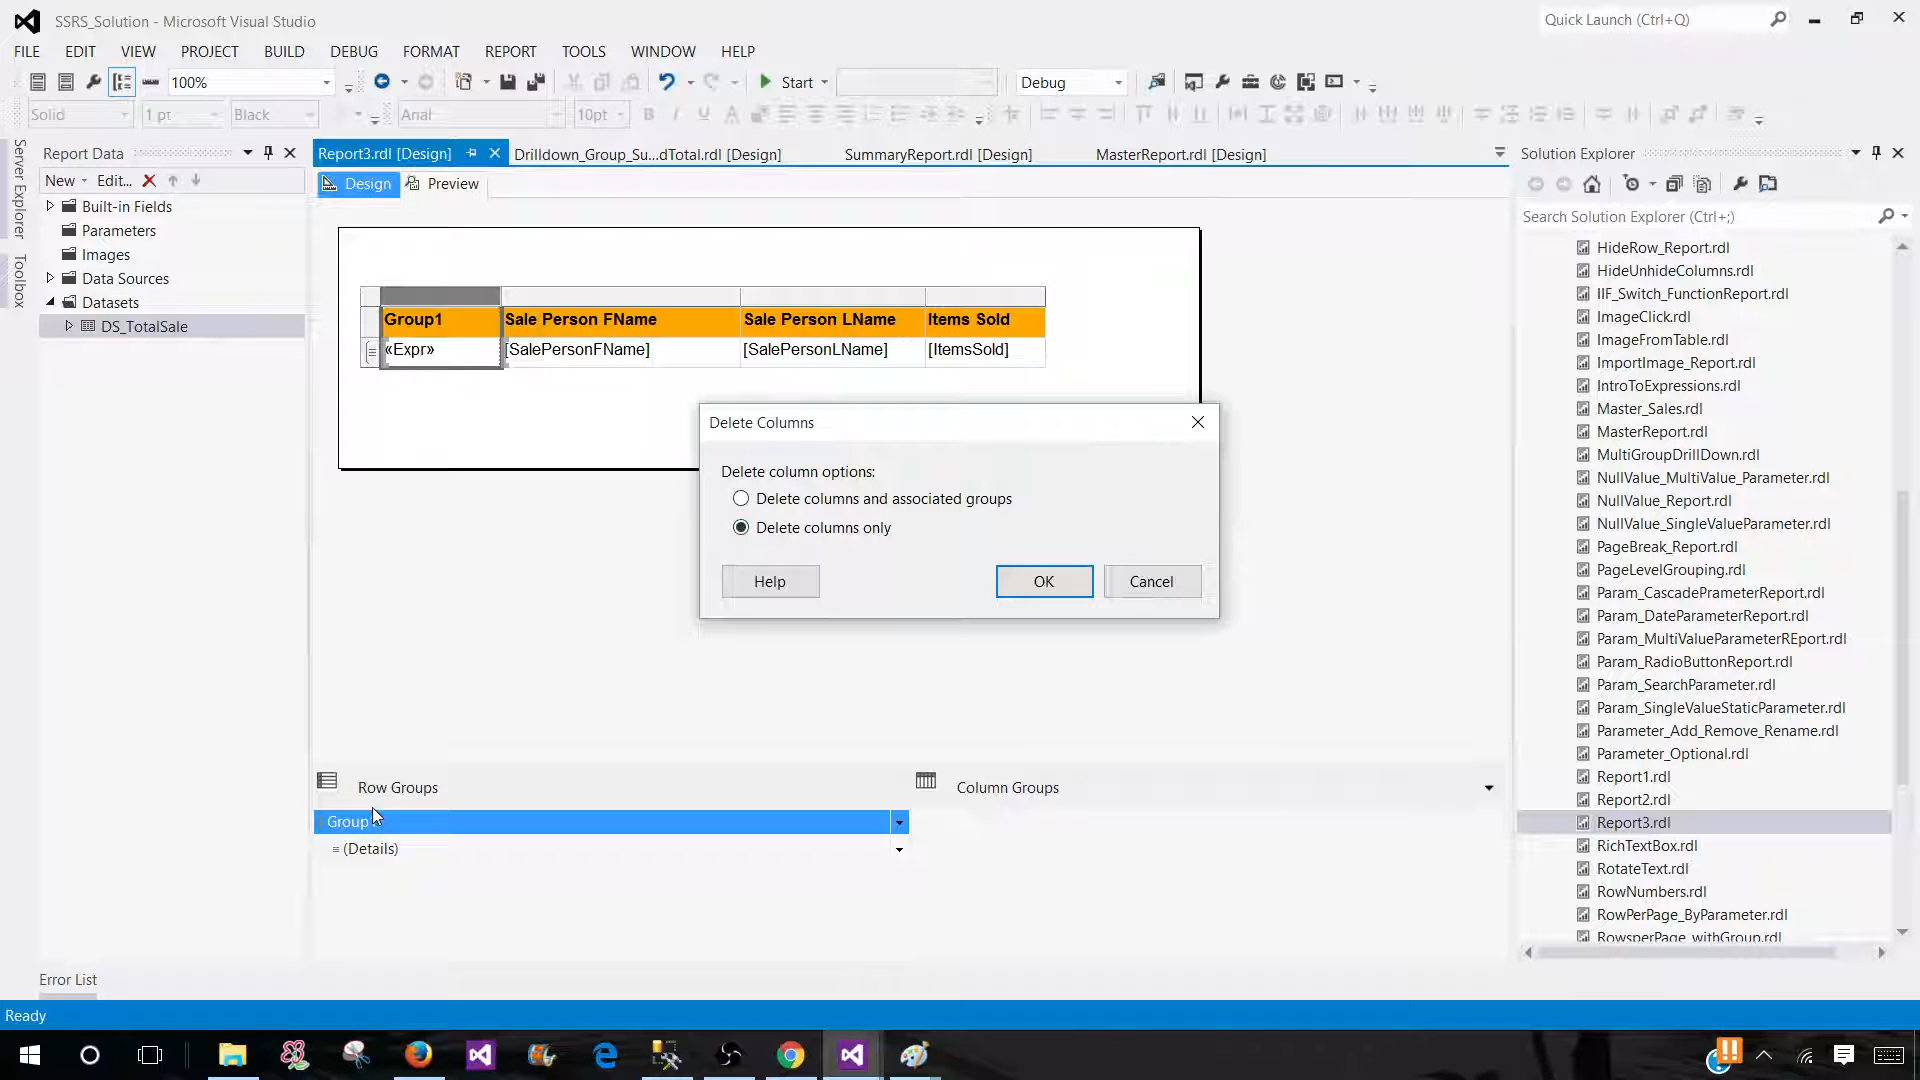 SSRS_Solution - Microsoft Visual Studio
Quick Launch (Ctrl+Q)
FILE EDIT VIEW PROJECT BUILD DEBUG FORMAT REPORT TOOLS WINDOW HELP
100% Start Debug
Solid 1 pt Black Arial 10pt
Server Explorer
Toolbox
Report Data
New Edit...
Built-in Fields
Parameters
Images
Data Sources
Datasets
DS_TotalSale
Report3.rdl [Design] Drilldown_Group_Su...dTotal.rdl [Design] SummaryReport.rdl [Design] MasterReport.rdl [Design]
Design Preview
Group1 Sale Person FName Sale Person LName Items Sold
«Expr» [SalePersonFName] [SalePersonLName] [ItemsSold]
Delete Columns
Delete column options:
Delete columns and associated groups
Delete columns only
Help OK Cancel
Row Groups Column Groups
Group
(Details)
Solution Explorer
Search Solution Explorer (Ctrl+;)
HideRow_Report.rdl
HideUnhideColumns.rdl
IIF_Switch_FunctionReport.rdl
ImageClick.rdl
ImageFromTable.rdl
ImportImage_Report.rdl
IntroToExpressions.rdl
Master_Sales.rdl
MasterReport.rdl
MultiGroupDrillDown.rdl
NullValue_MultiValue_Parameter.rdl
NullValue_Report.rdl
NullValue_SingleValueParameter.rdl
PageBreak_Report.rdl
PageLevelGrouping.rdl
Param_CascadePrameterReport.rdl
Param_DateParameterReport.rdl
Param_MultiValueParameterREport.rdl
Param_RadioButtonReport.rdl
Param_SearchParameter.rdl
Param_SingleValueStaticParameter.rdl
Parameter_Add_Remove_Rename.rdl
Parameter_Optional.rdl
Report1.rdl
Report2.rdl
Report3.rdl
RichTextBox.rdl
RotateText.rdl
RowNumbers.rdl
RowPerPage_ByParameter.rdl
RowsperPage_withGroup.rdl
Error List
Ready